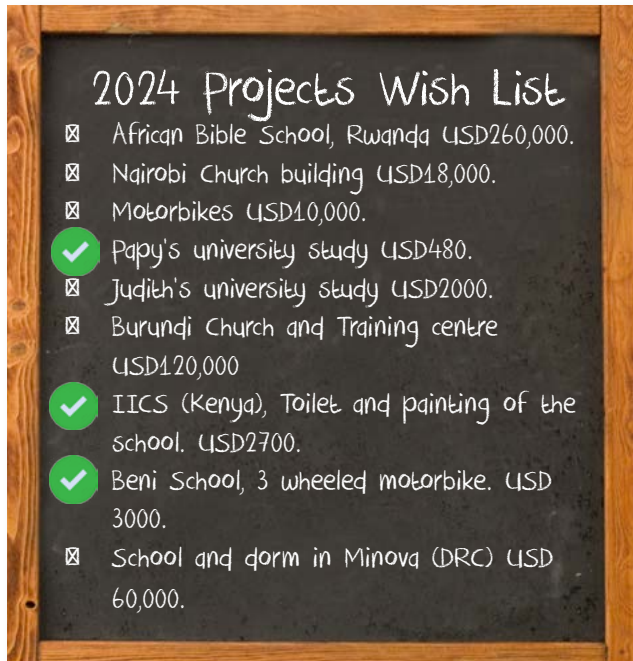 2024 Projects Wish List
African Bible School, Rwanda USD260,000.
Nairobi Church building USD18,000.
Motorbikes USD10,000.
Papy's university study USD480.
Judith's university study USD2000.
Burundi Church and Training centre
USD120,000
IICS (Kenya), Toilet and painting of the
school. USD2700.
Beni School, 3 wheeled motorbike. USD
3000.
School and dorm in Minova (DRC) USD
60,000.